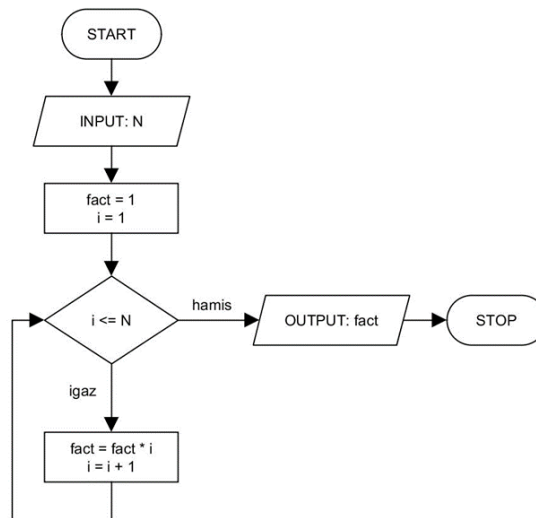 START
INPUT: N
fact = 1
i = 1
i <= N
hamis
OUTPUT: fact
STOP
igaz
fact = fact * i
i = i + 1